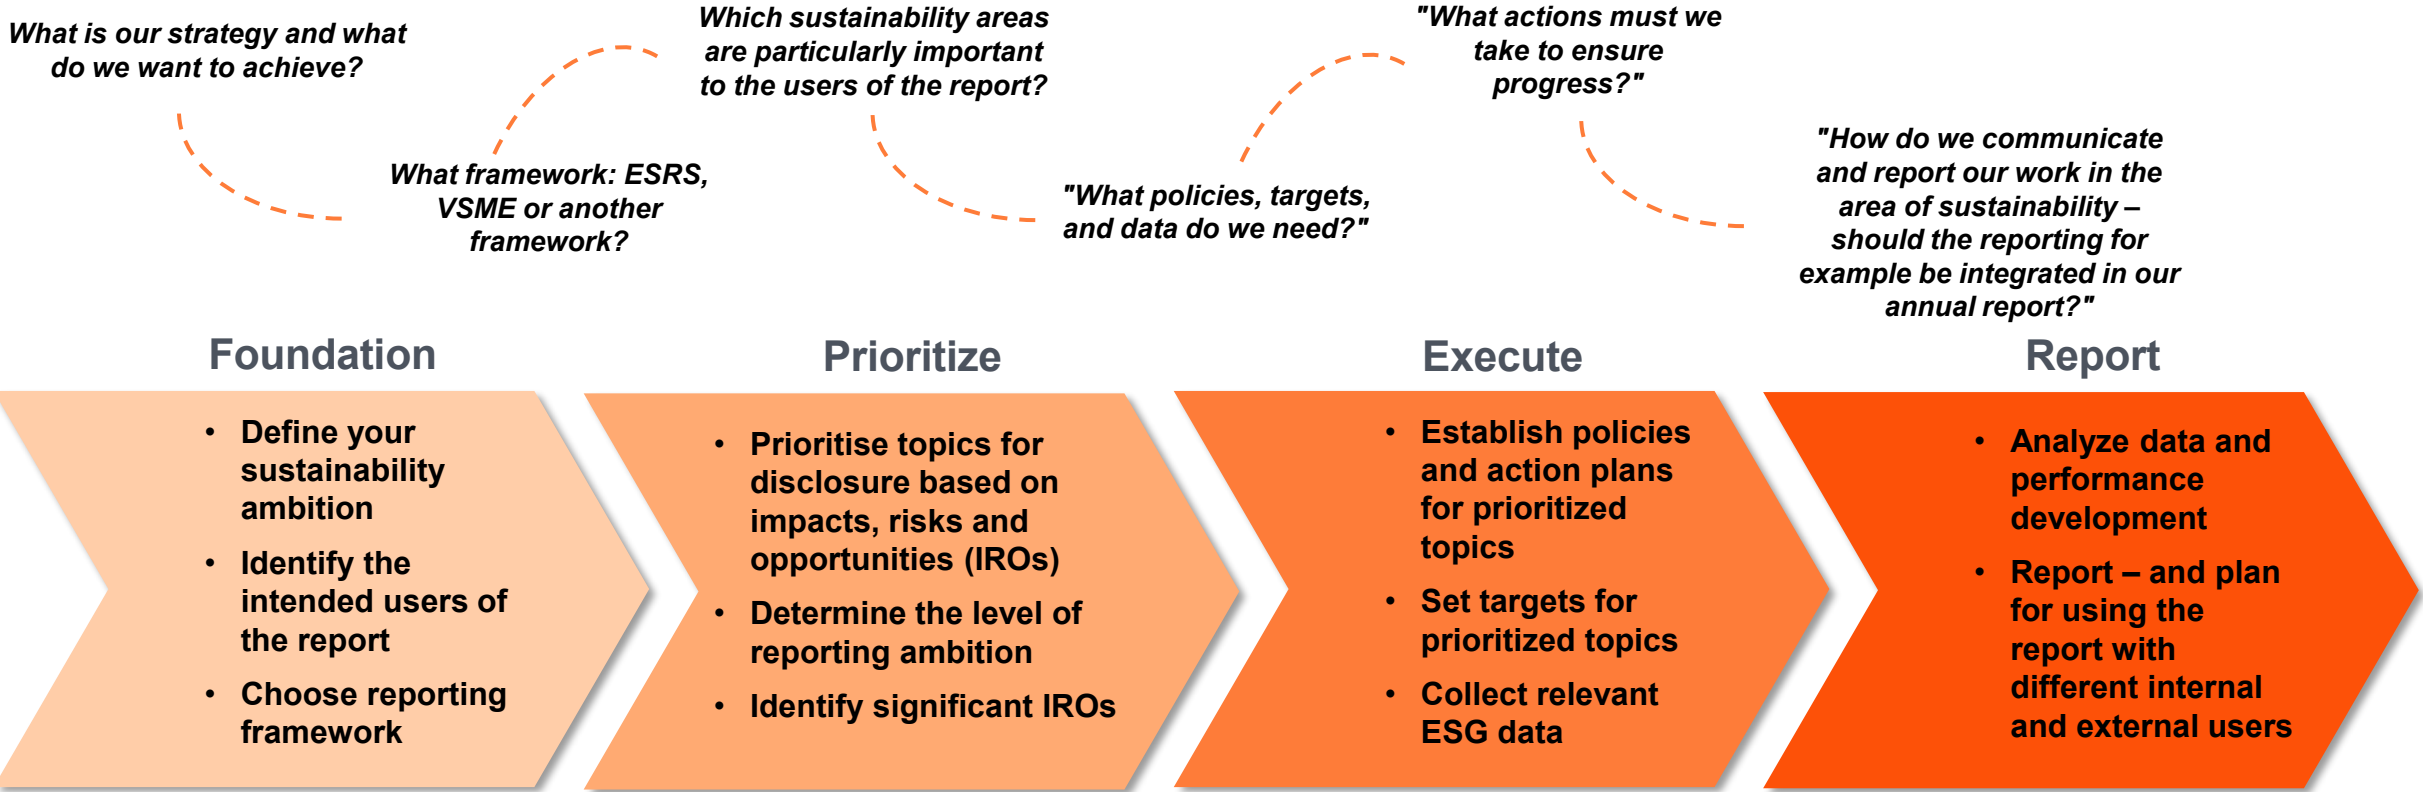 What is our strategy and what
do we want to achieve?
What framework: ESRS,
VSME or another
framework?
Which sustainability areas
are particularly important
to the users of the report?
"What policies, targets,
and data do we need?"
"What actions must we
take to ensure
progress?"
"How do we communicate
and report our work in the
area of sustainability –
should the reporting for
example be integrated in our
annual report?"
Foundation
• Define your
sustainability
ambition
• Identify the
intended users of
the report
• Choose reporting
framework
Prioritize
• Prioritise topics for
disclosure based on
impacts, risks and
opportunities (IROs)
• Determine the level of
reporting ambition
• Identify significant IROs
Execute
• Establish policies
and action plans
for prioritized
topics
• Set targets for
prioritized topics
• Collect relevant
ESG data
Report
• Analyze data and
performance
development
• Report – and plan
for using the
report with
different internal
and external users